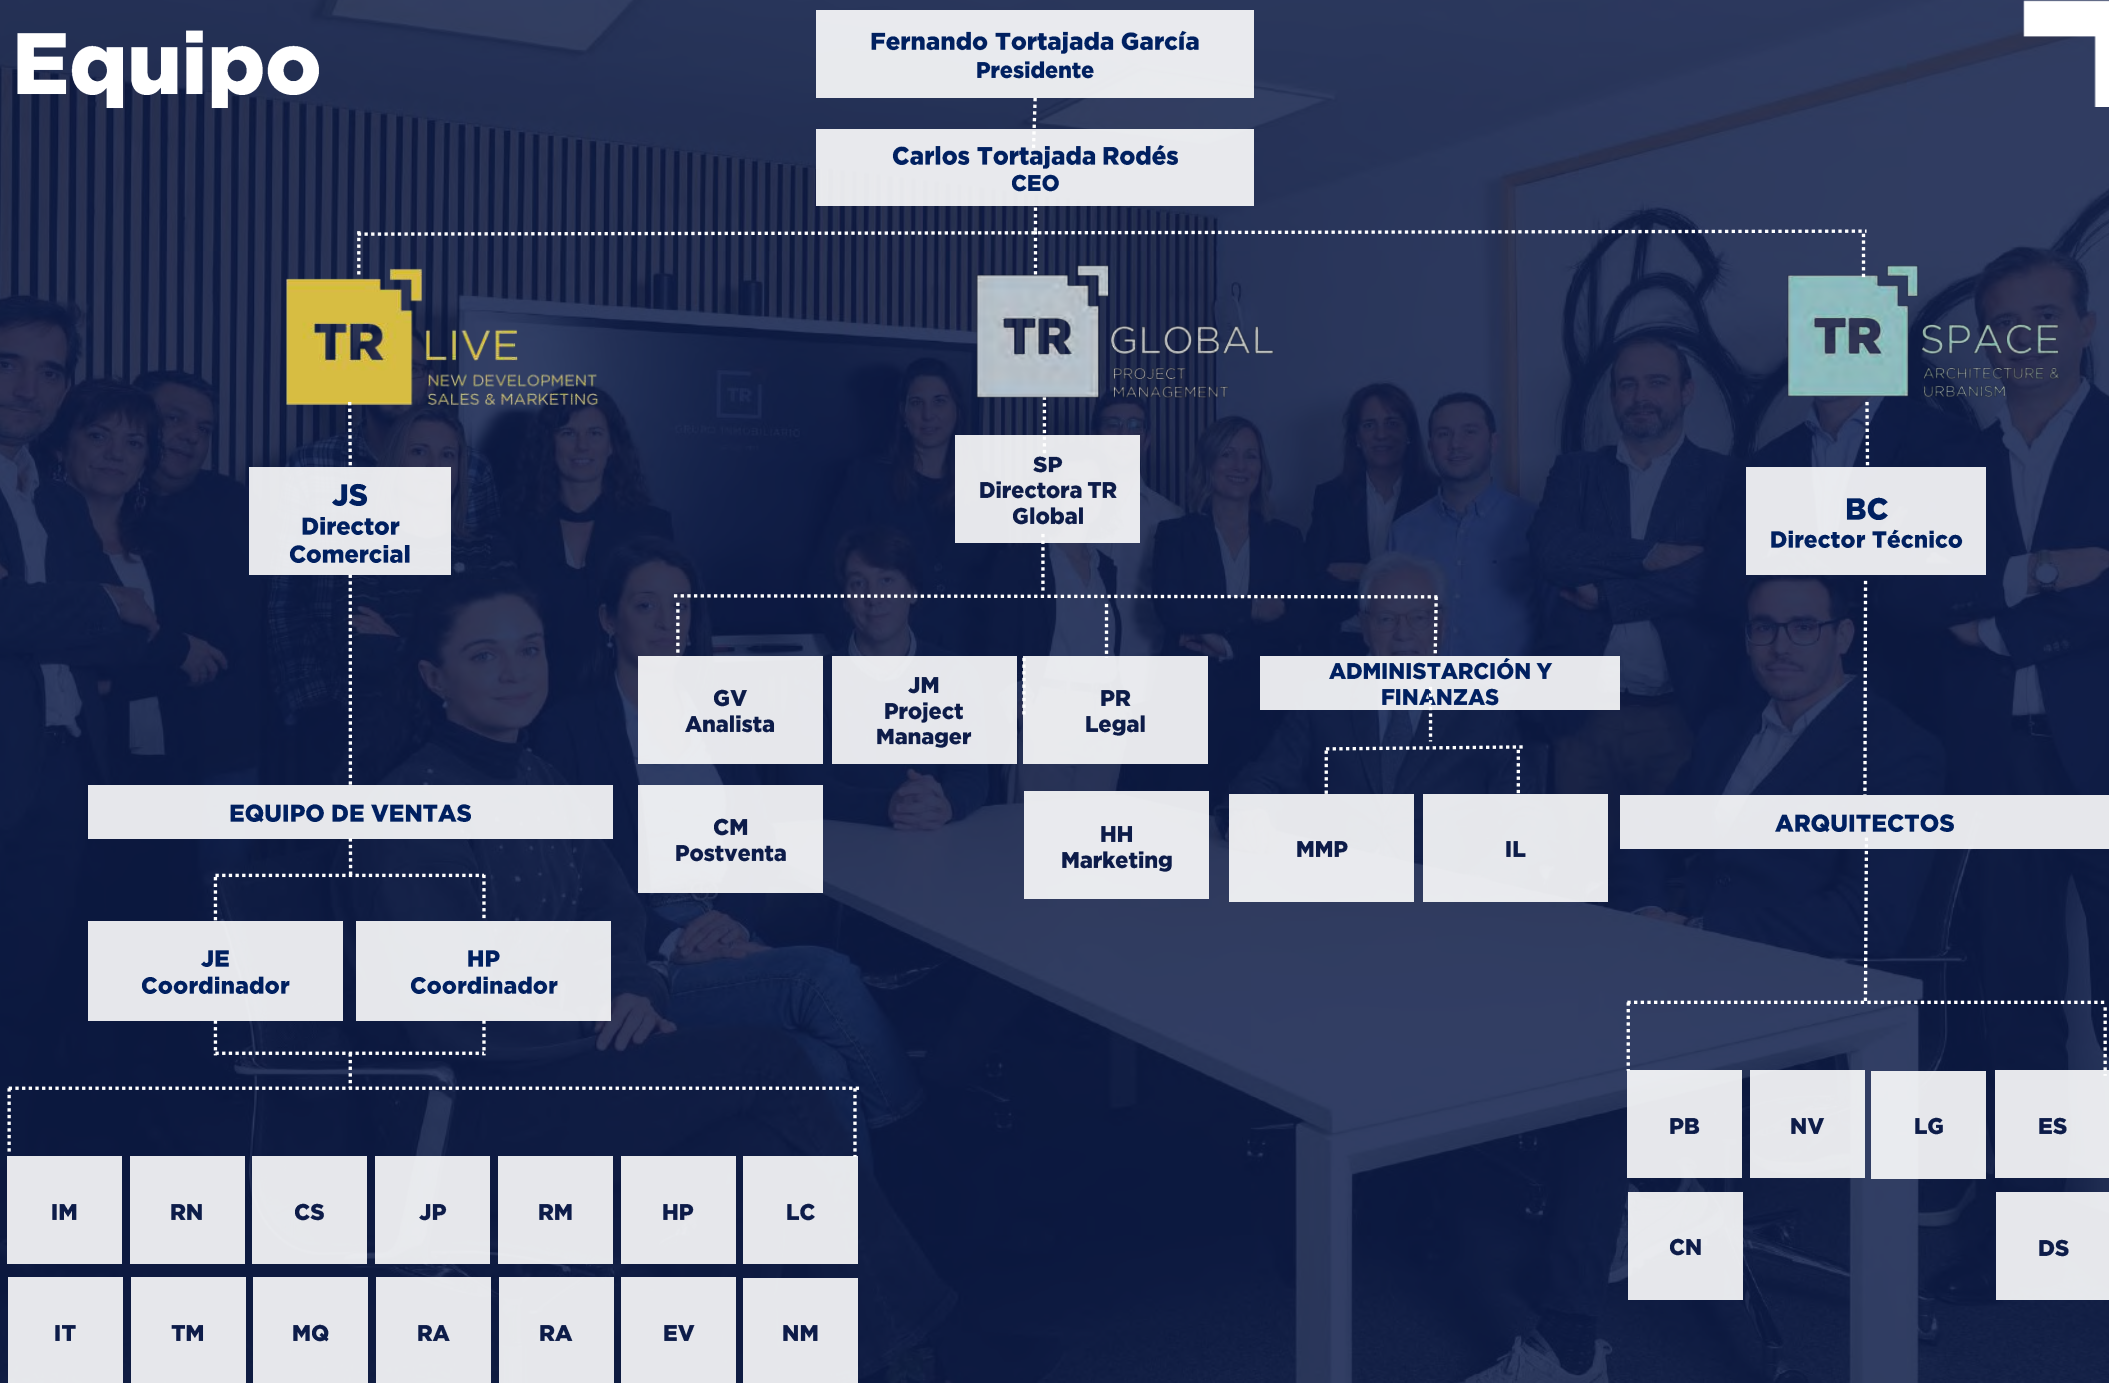 Equipo
Fernando Tortajada García
Presidente
Carlos Tortajada Rodés
CEO
TR LIVE
NEW DEVELOPMENT
SALES & MARKETING
TR GLOBAL
PROJECT
MANAGEMENT
TR SPACE
ARCHITECTURE &
URBANISM
TR
JS
Director
Comercial
SP
Directora TR
Global
BC
Director Técnico
GV
Analista
JM
Project
Manager
PR
Legal
ADMINISTARCIÓN Y
FINANZAS
EQUIPO DE VENTAS
CM
Postventa
HH
Marketing
MMP
IL
ARQUITECTOS
JE
Coordinador
HP
Coordinador
PB
NV
LG
ES
CN
DS
IM
RN
CS
JP
RM
HP
LC
IT
TM
MQ
RA
RA
EV
NM